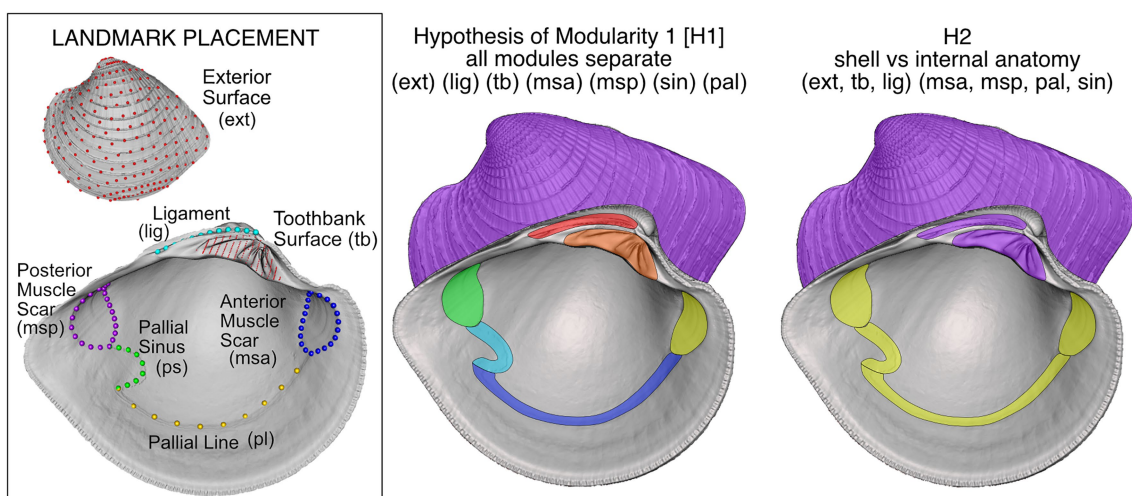 LANDMARK PLACEMENT
Exterior
Surface
(ext)
Ligament
(lig)
Toothbank
Surface (tb)
Posterior
Muscle
Scar
(msp)
Pallial
Sinus
(ps)
Anterior
Muscle
Scar
(msa)
Pallial Line (pl)
Hypothesis of Modularity 1 [H1]
all modules separate
(ext) (lig) (tb) (msa) (msp) (sin) (pal)
H2
shell vs internal anatomy
(ext, tb, lig) (msa, msp, pal, sin)